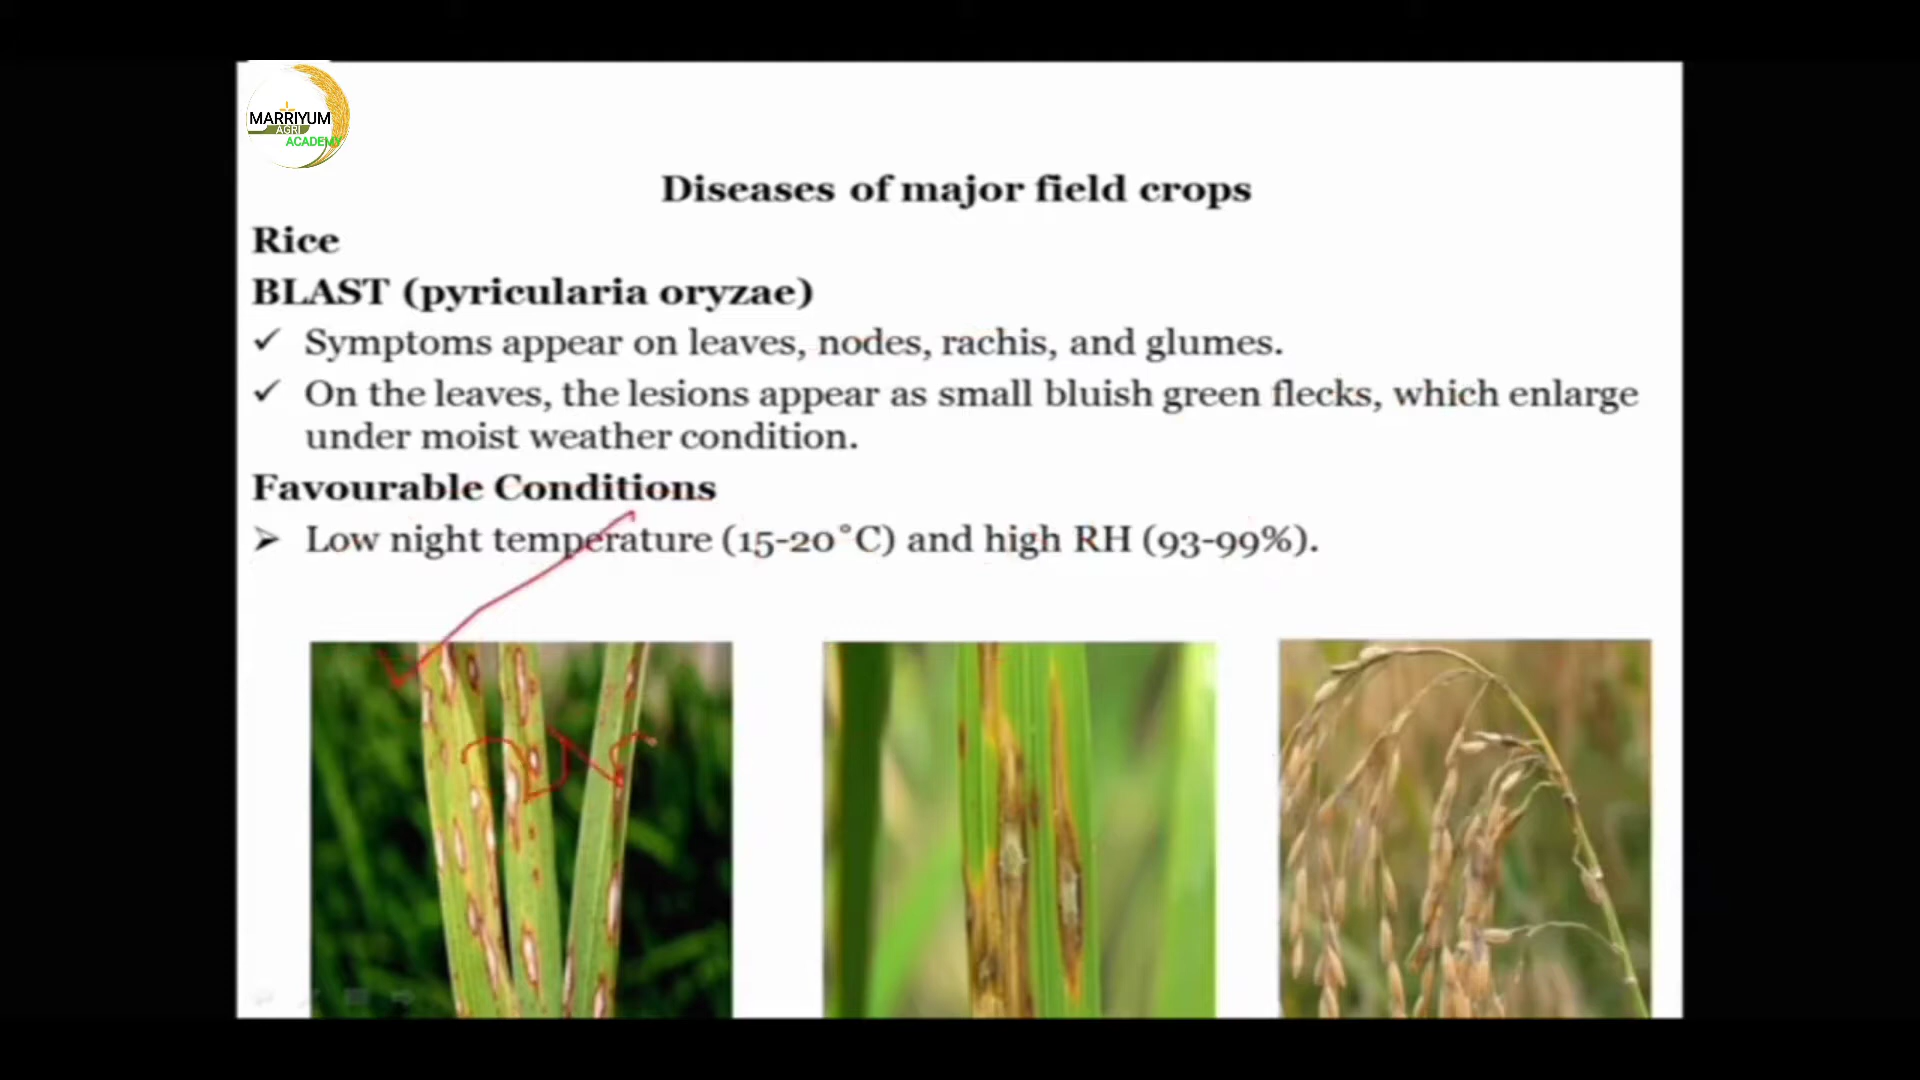 MARRIYUM
AGRI
ACADEMY
Diseases of major field crops
Rice
BLAST (pyricularia oryzae)
✓ Symptoms appear on leaves, nodes, rachis, and glumes.
✓ On the leaves, the lesions appear as small bluish green flecks, which enlarge
under moist weather condition.
Favourable Conditions
➢ Low night temperature (15-20°C) and high RH (93-99%).